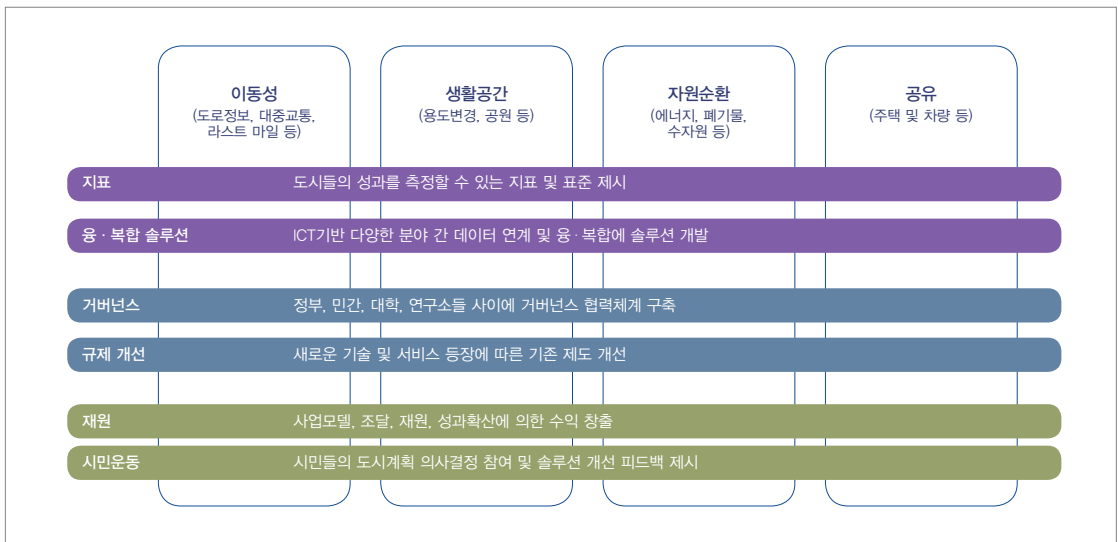 이동성
(도로정보, 대중교통,
라스트 마일 등)
생활공간
(용도변경, 공원 등)
자원순환
(에너지, 폐기물,
수자원 등)
공유
(주택 및 차량 등)
지표 도시들의 성과를 측정할 수 있는 지표 및 표준 제시
융 · 복합 솔루션 ICT기반 다양한 분야 간 데이터 연계 및 융 · 복합에 솔루션 개발
거버넌스 정부, 민간, 대학, 연구소들 사이에 거버넌스 협력체계 구축
규제 개선 새로운 기술 및 서비스 등장에 따른 기존 제도 개선
재원 사업모델, 조달, 재원, 성과확산에 의한 수익 창출
시민운동 시민들의 도시계획 의사결정 참여 및 솔루션 개선 피드백 제시